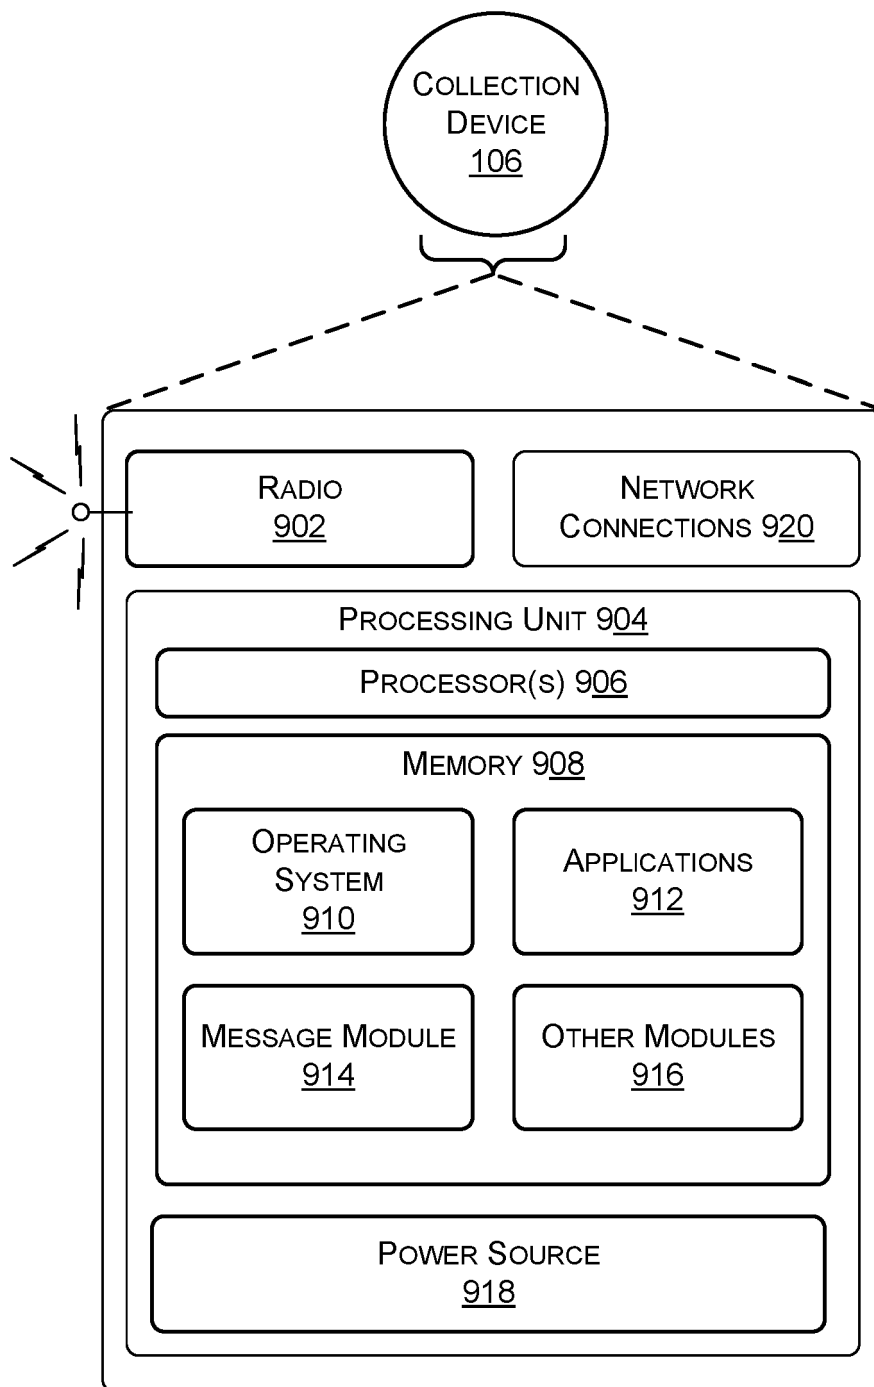 COLLECTION
DEVICE
106
RADIO
902
NETWORK
CONNECTIONS 920
PROCESSING UNIT 904
PROCESSOR(S) 906
MEMORY 908
OPERATING
SYSTEM
910
APPLICATIONS
912
MESSAGE MODULE
914
OTHER MODULES
916
POWER SOURCE
918